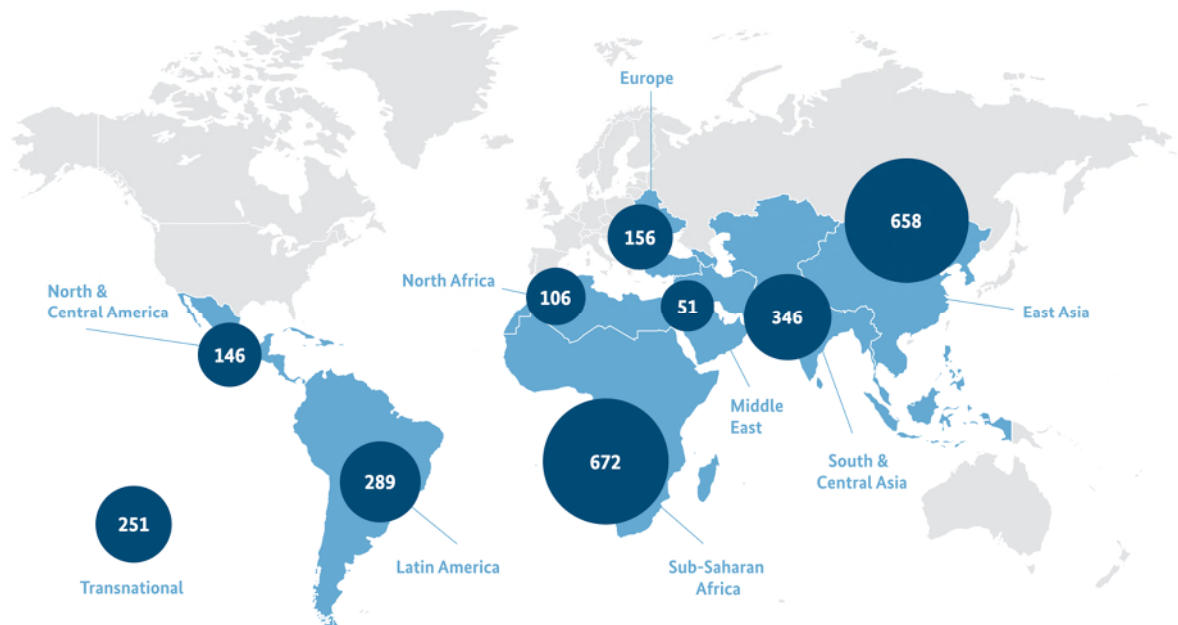 Europe
658
156
North Africa
106
51
346
North &
Central America
East Asia
146
Middle
East
South &
Central Asia
672
289
251
Latin America
Sub-Saharan
Africa
Transnational